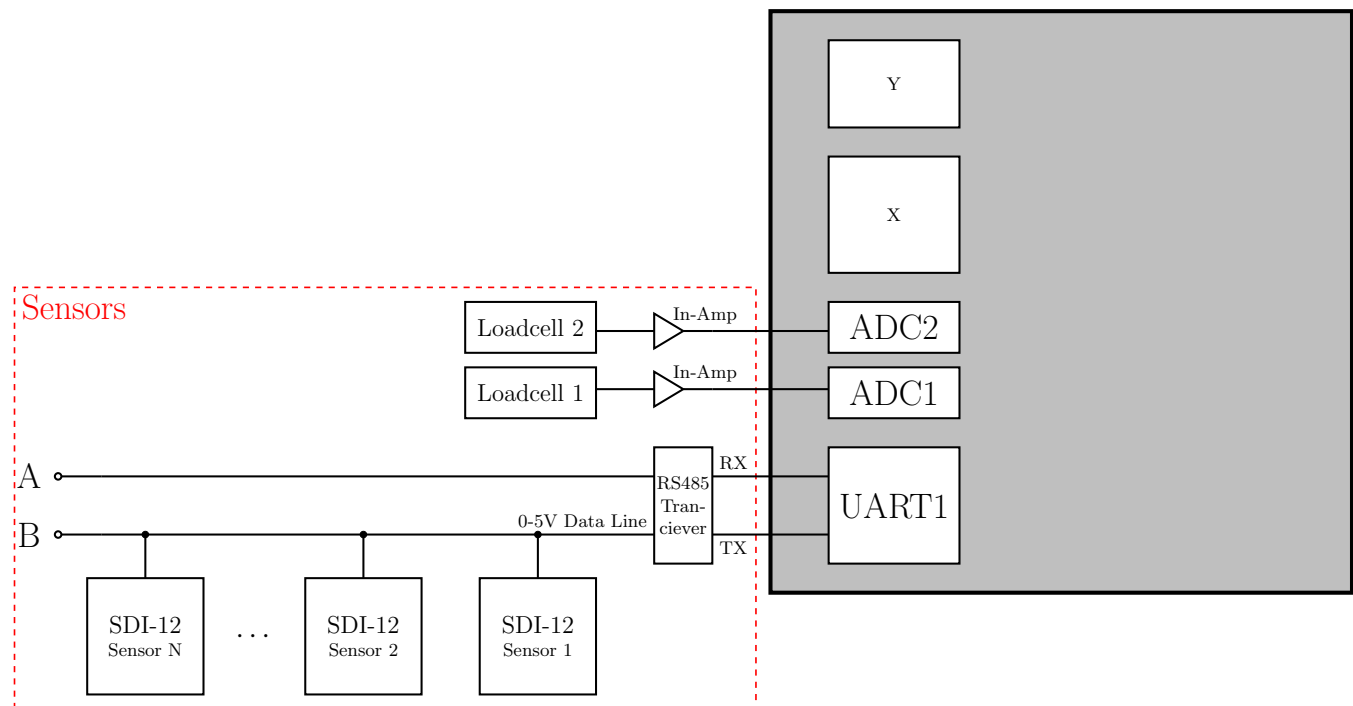 Y
X
Sensors
Loadcell 2
In-Amp
ADC2
Loadcell 1
In-Amp
ADC1
A
RS485
Tran-
ciever
RX
UART1
B
0-5V Data Line
TX
SDI-12
Sensor N
...
SDI-12
Sensor 2
SDI-12
Sensor 1